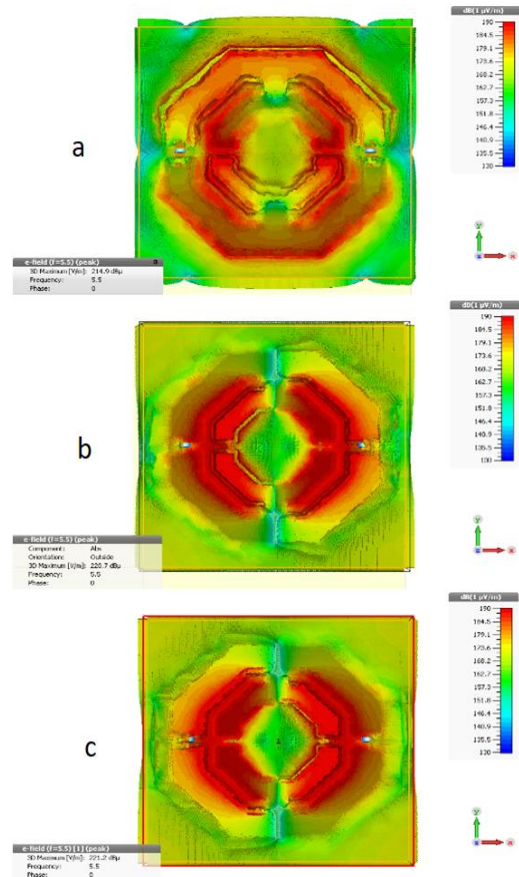 dB(1 µV/m)
190
184.5
179.1
173.6
168.2
162.7
157.3
151.8
146.4
140.9
135.5
130
a
Y
X
e-field (f=5.5) (peak)
3D Maximum [V/m]: 214.9 dBµ
Frequency: 5.5
Phase: 0
dB(1 µV/m)
190
184.5
179.1
173.6
168.2
162.7
157.3
151.8
146.4
140.9
135.5
130
b
Y
X
e-field (f=5.5) (peak)
Component: Abs
Orientation: Outside
3D Maximum [V/m]: 220.7 dBµ
Frequency: 5.5
Phase: 0
dB(1 µV/m)
190
184.5
179.1
173.6
168.2
162.7
157.3
151.8
146.4
140.9
135.5
130
c
Y
X
e-field (f=5.5) [1] (peak)
3D Maximum [V/m]: 221.2 dBµ
Frequency: 5.5
Phase: 0